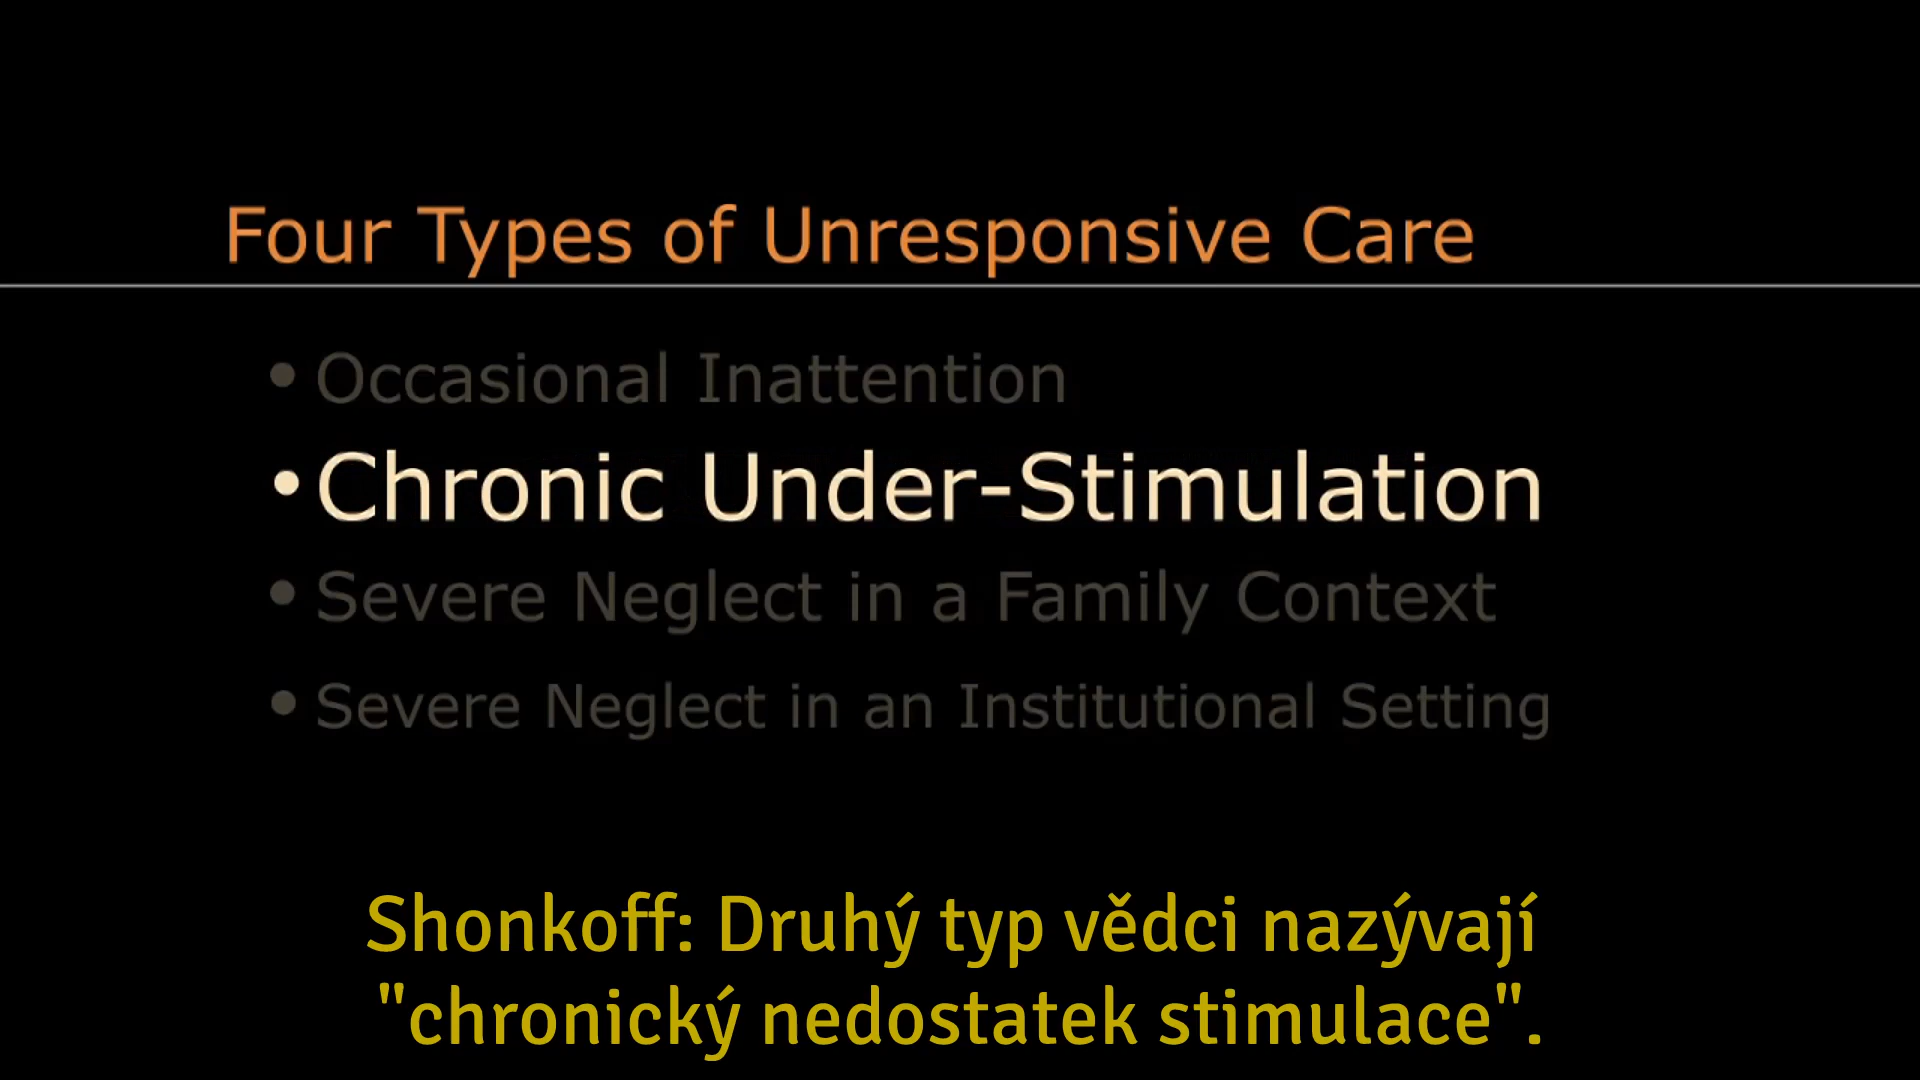 Four Types of Unresponsive Care
• Occasional Inattention
• Chronic Under-Stimulation
• Severe Neglect in a Family Context
• Severe Neglect in an Institutional Setting
Shonkoff: Druhý typ vědci nazývají
"chronický nedostatek stimulace".